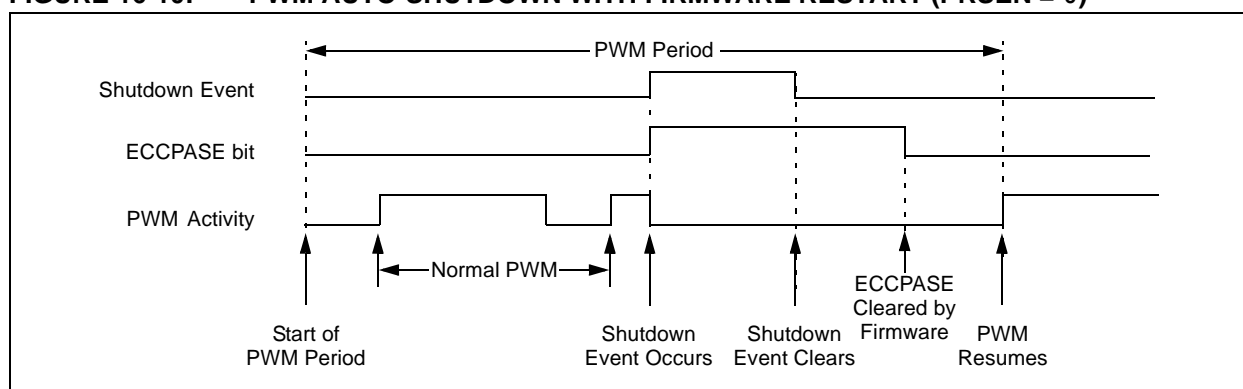 FIGURE PWM AUTO-SHUTDOWN WITH FIRMWARE RESTART (PRSEN = 0)
PWM Period
Shutdown Event
ECCPASE bit
PWM Activity
Normal PWM
Start of
PWM Period
Shutdown
Event Occurs
Shutdown
Event Clears
ECCPASE
Cleared by
Firmware
PWM
Resumes